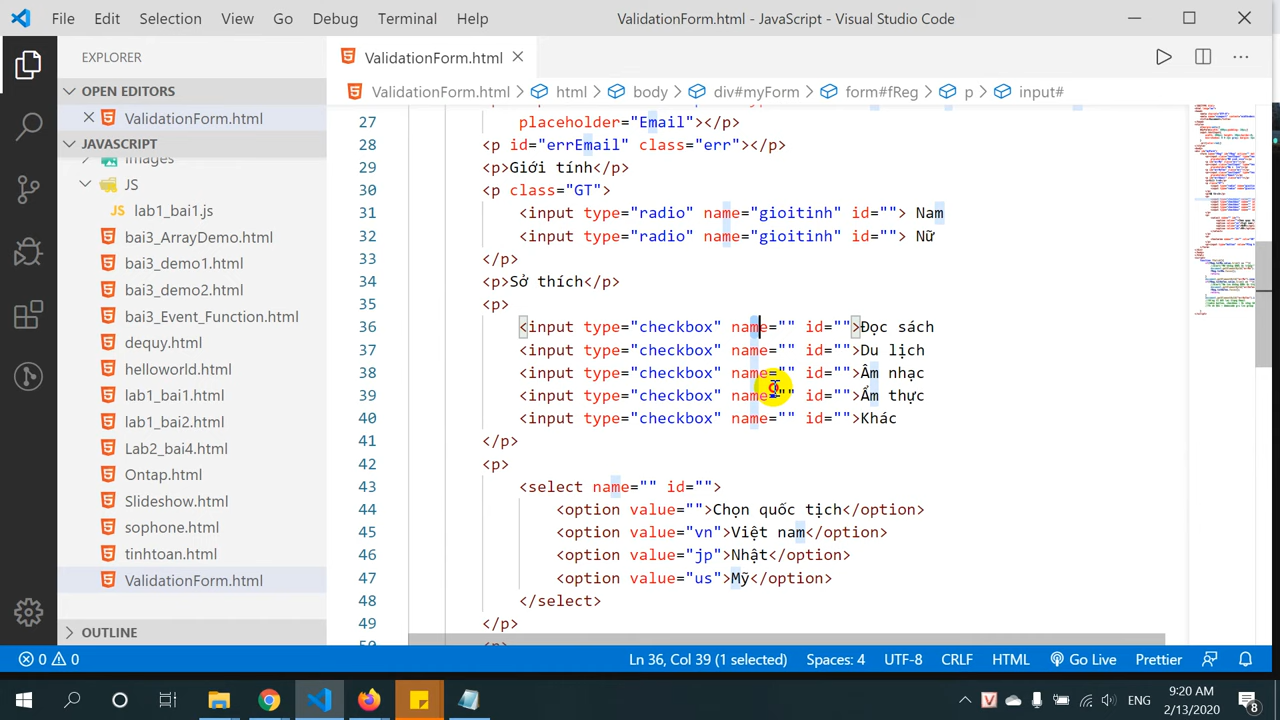 File Edit Selection View Go Debug Terminal Help ValidationForm.html - JavaScript - Visual Studio Code
EXPLORER
OPEN EDITORS
ValidationForm.html
JAVASCRIPT
images
JS
lab1_bai1.js
bai3_ArrayDemo.html
bai3_demo1.html
bai3_demo2.html
bai3_Event_Function.html
dequy.html
helloworld.html
lab1_bai1.html
lab1_bai2.html
Lab2_bai4.html
Ontap.html
Slideshow.html
sophone.html
tinhtoan.html
ValidationForm.html
OUTLINE
ValidationForm.html
ValidationForm.html > html > body > div#myForm > form#fReg > p > input#
27 placeholder="Email"></p>
28 <p id="errEmail" class="err"></p>
29 <p>Giới tính</p>
30 <p class="GT">
31 <input type="radio" name="gioitinh" id=""> Nam
32 <input type="radio" name="gioitinh" id=""> Nữ
33 </p>
34 <p>Sở thích</p>
35 <p>
36 <input type="checkbox" name="" id="">Đọc sách
37 <input type="checkbox" name="" id="">Du lịch
38 <input type="checkbox" name="" id="">Âm nhạc
39 <input type="checkbox" name="" id="">Ẩm thực
40 <input type="checkbox" name="" id="">Khác
41 </p>
42 <p>
43 <select name="" id="">
44 <option value="">Chọn quốc tịch</option>
45 <option value="vn">Việt nam</option>
46 <option value="jp">Nhật</option>
47 <option value="us">Mỹ</option>
48 </select>
49 </p>
0 0 Ln 36, Col 39 (1 selected) Spaces: 4 UTF-8 CRLF HTML Go Live Prettier
ENG 9:20 AM
2/13/2020 8